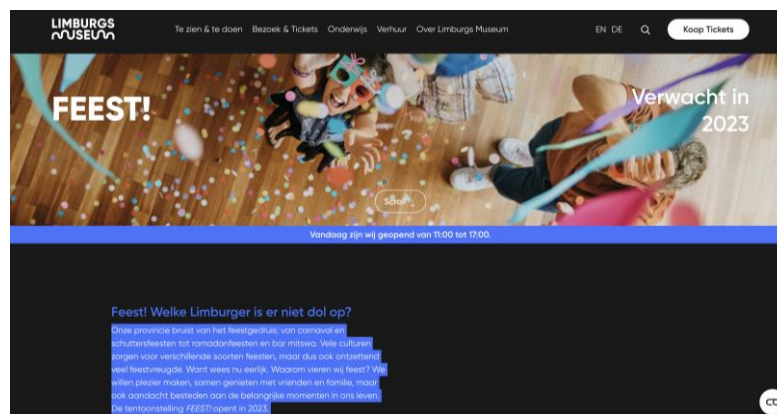 LIMBURGS
MUSEUM
Te zien & te doen Bezoek & Tickets Onderwijs Verhuur Over Limburgs Museum
EN DE
Koop Tickets
FEEST!
Verwacht in
2023
Scroll
Vandaag zijn wij geopend van 11:00 tot 17:00.
Feest! Welke Limburger is er niet dol op?
Onze provincie bruist van het feestgedruis: van carnaval en
schuttersfeesten tot ramadanfeesten en bar mitswa. Vele culturen
zorgen voor verschillende soorten feesten, maar dus ook ontzettend
veel feestvreugde. Want wees nu eerlijk. Waarom vieren wij feest? We
willen plezier maken, samen genieten met vrienden en familie, maar
ook aandacht besteden aan de belangrijke momenten in ons leven.
De tentoonstelling FEEST! opent in 2023.